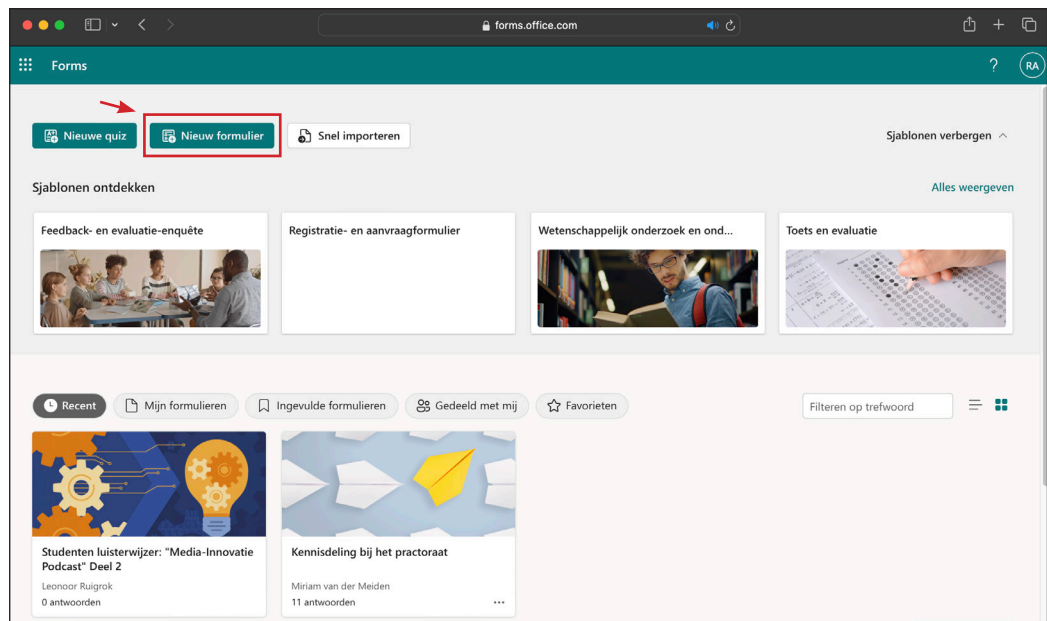 forms.office.com
Forms
?
RA
Nieuwe quiz
Nieuw formulier
Snel importeren
Sjablonen verbergen
Sjablonen ontdekken
Alles weergeven
Feedback- en evaluatie-enquête
Registratie- en aanvraagformulier
Wetenschappelijk onderzoek en ond...
Toets en evaluatie
Recent
Mijn formulieren
Ingevulde formulieren
Gedeeld met mij
Favorieten
Filteren op trefwoord
Studenten luisterwijzer: "Media-Innovatie
Podcast" Deel 2
Leonoor Ruigrok
0 antwoorden
Kennisdeling bij het practoraat
Miriam van der Meiden
11 antwoorden
...